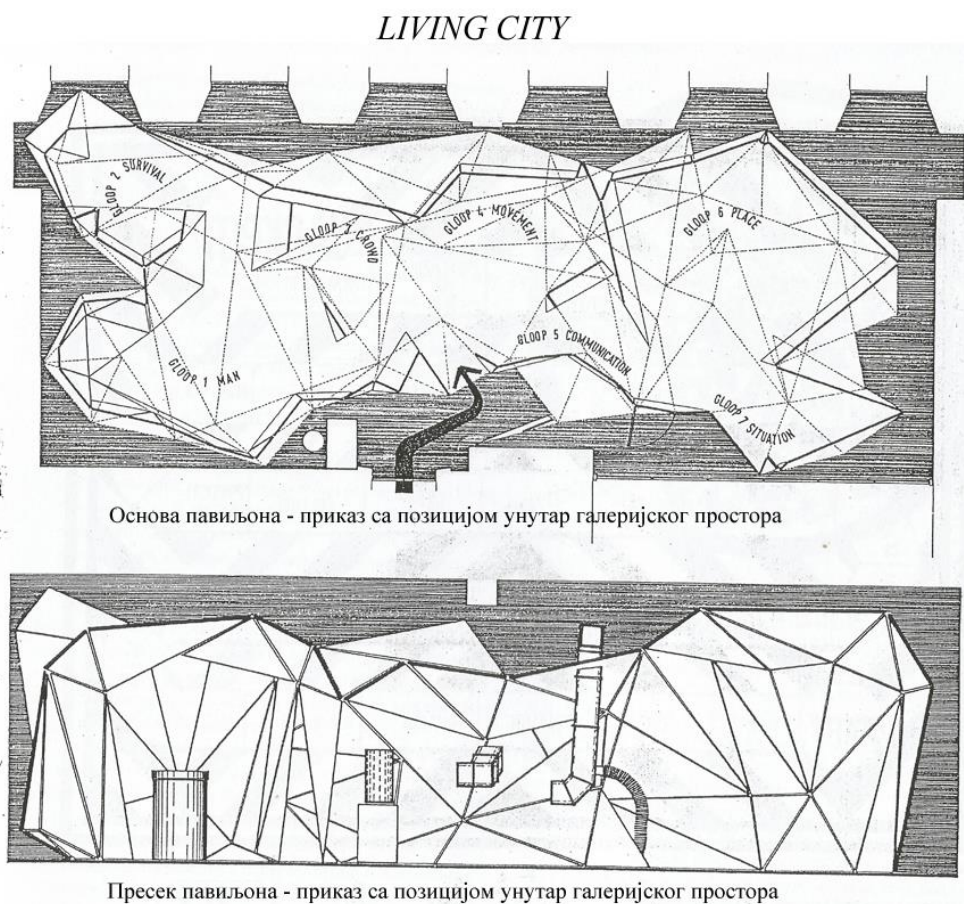 LIVING CITY
GLOOP 2 SURVIVAL
GLOOP 3 CROWD
GLOOP 4 MOVEMENT
GLOOP 6 PLACE
GLOOP 5 COMMUNICATION
GLOOP 1 MAN
GLOOP 7 SITUATION
Основа павиљона - приказ са позицијом унутар галеријског простора
Пресек павиљона - приказ са позицијом унутар галеријског простора